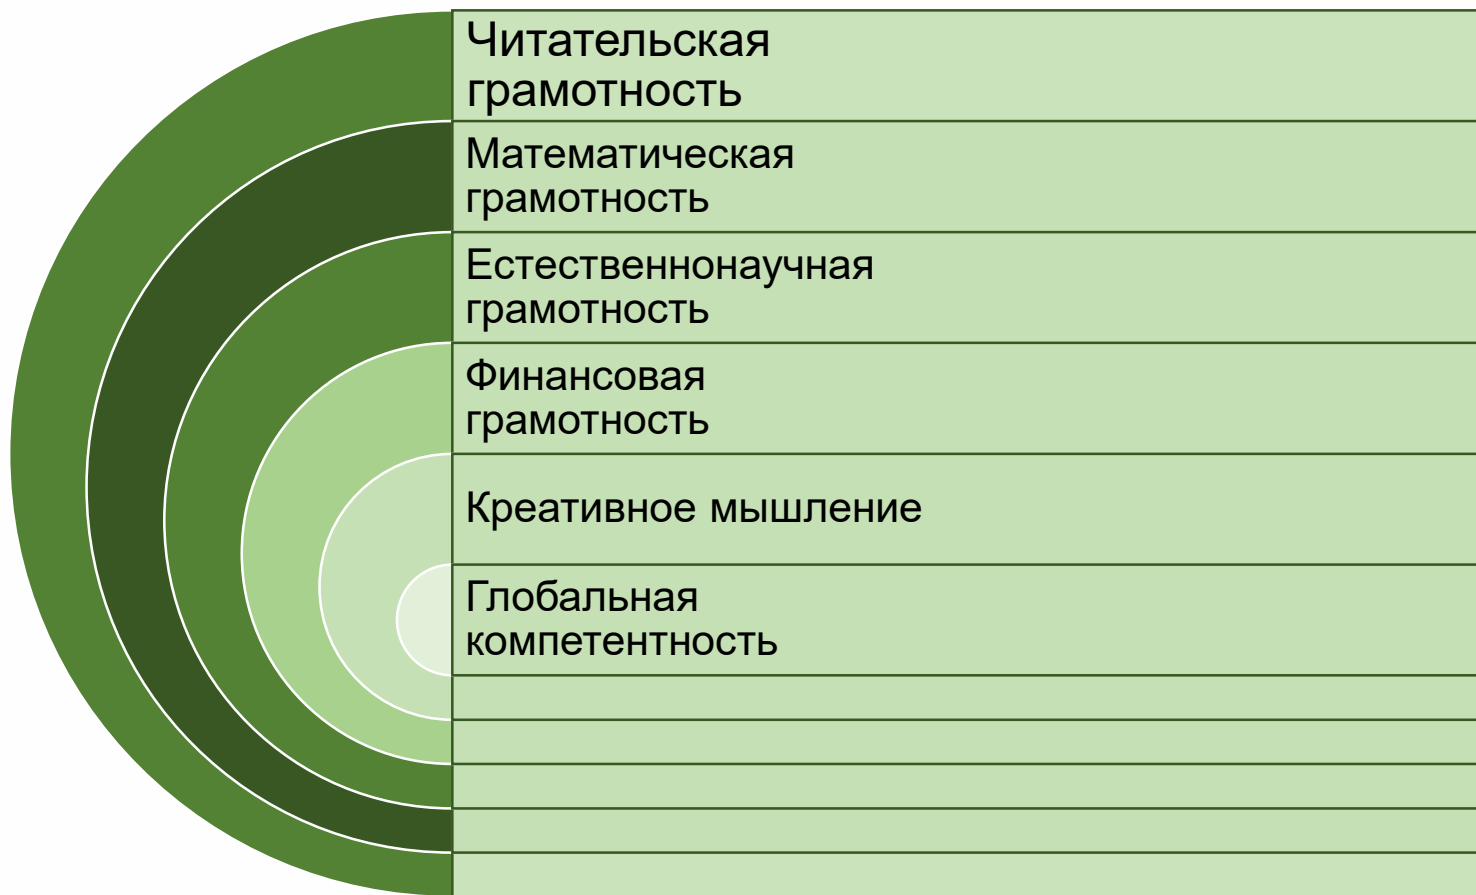 Читательская
грамотность
Математическая
грамотность
Естественнонаучная
грамотность
Финансовая
грамотность
Креативное мышление
Глобальная
компетентность